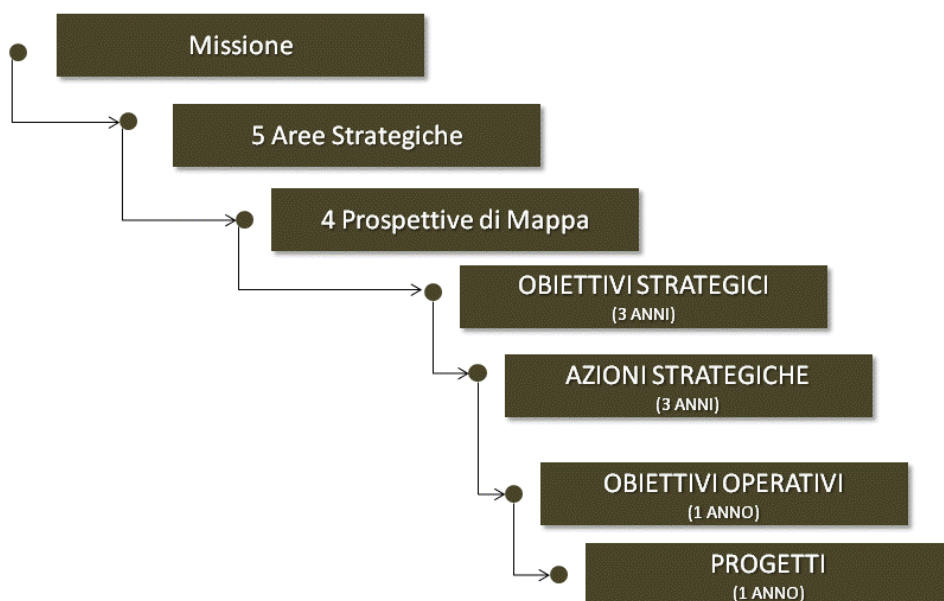 Missione
5 Aree Strategiche
4 Prospettive di Mappa
OBIETTIVI STRATEGICI
(3 ANNI)
AZIONI STRATEGICHE
(3 ANNI)
OBIETTIVI OPERATIVI
(1 ANNO)
PROGETTI
(1 ANNO)